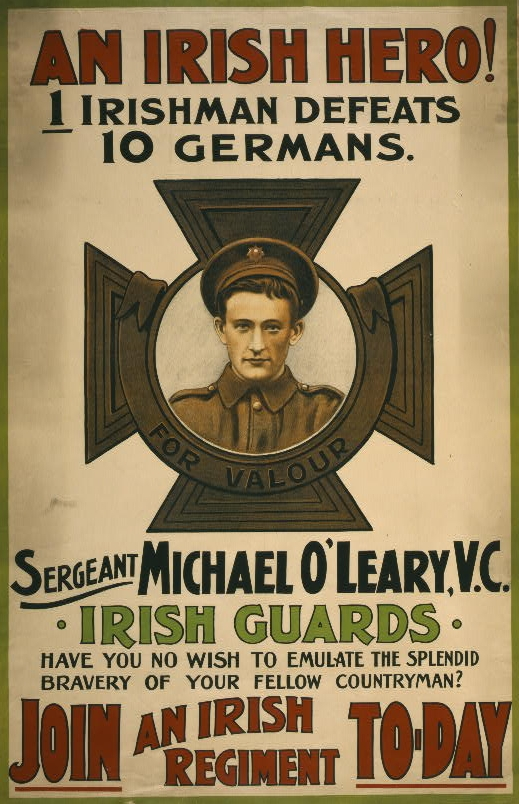 AN IRISH HERO!
1 IRISHMAN DEFEATS
10 GERMANS.
FOR VALOUR
SERGEANT MICHAEL O'LEARY, V.C.
· IRISH GUARDS ·
HAVE YOU NO WISH TO EMULATE THE SPLENDID
BRAVERY OF YOUR FELLOW COUNTRYMAN?
JOIN AN IRISH REGIMENT TO-DAY